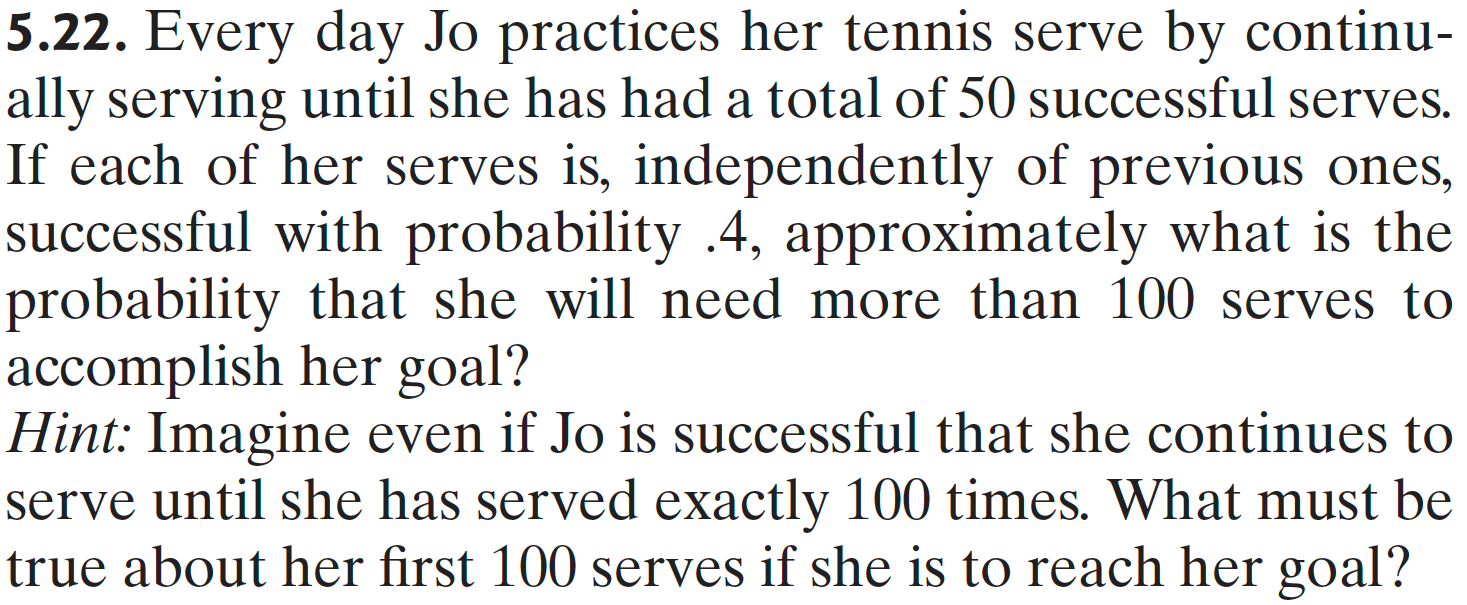 5.22. Every day Jo practices her tennis serve by continu-
ally serving until she has had a total of 50 successful serves.
If each of her serves is, independently of previous ones,
successful with probability .4, approximately what is the
probability that she will need more than 100 serves to
accomplish her goal?
Hint: Imagine even if Jo is successful that she continues to
serve until she has served exactly 100 times. What must be
true about her first 100 serves if she is to reach her goal?